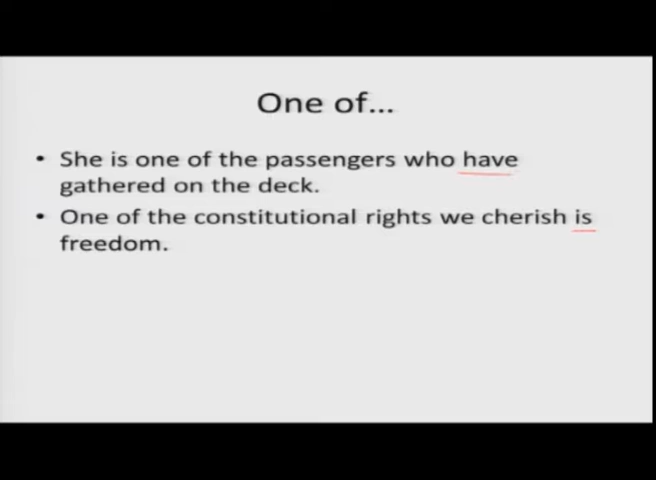 One of...
• She is one of the passengers who have
gathered on the deck.
• One of the constitutional rights we cherish is
freedom.